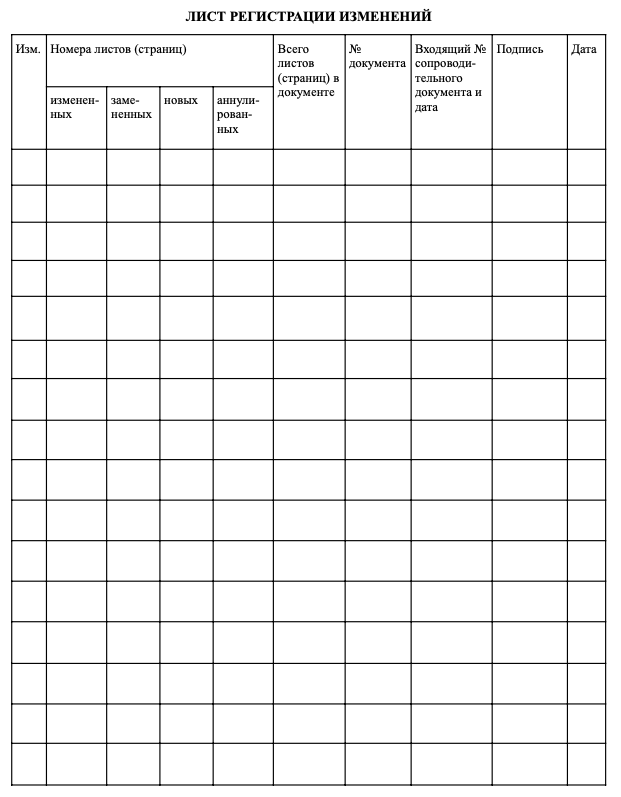 ЛИСТ РЕГИСТРАЦИИ ИЗМЕНЕНИЙ
Изм.
Номера листов (страниц)
Всего
листов
(страниц) в
документе
№
документа
Входящий №
сопроводи-
тельного
документа и
дата
Подпись
Дата
изменен-
ных
заме-
ненных
новых
аннули-
рован-
ных